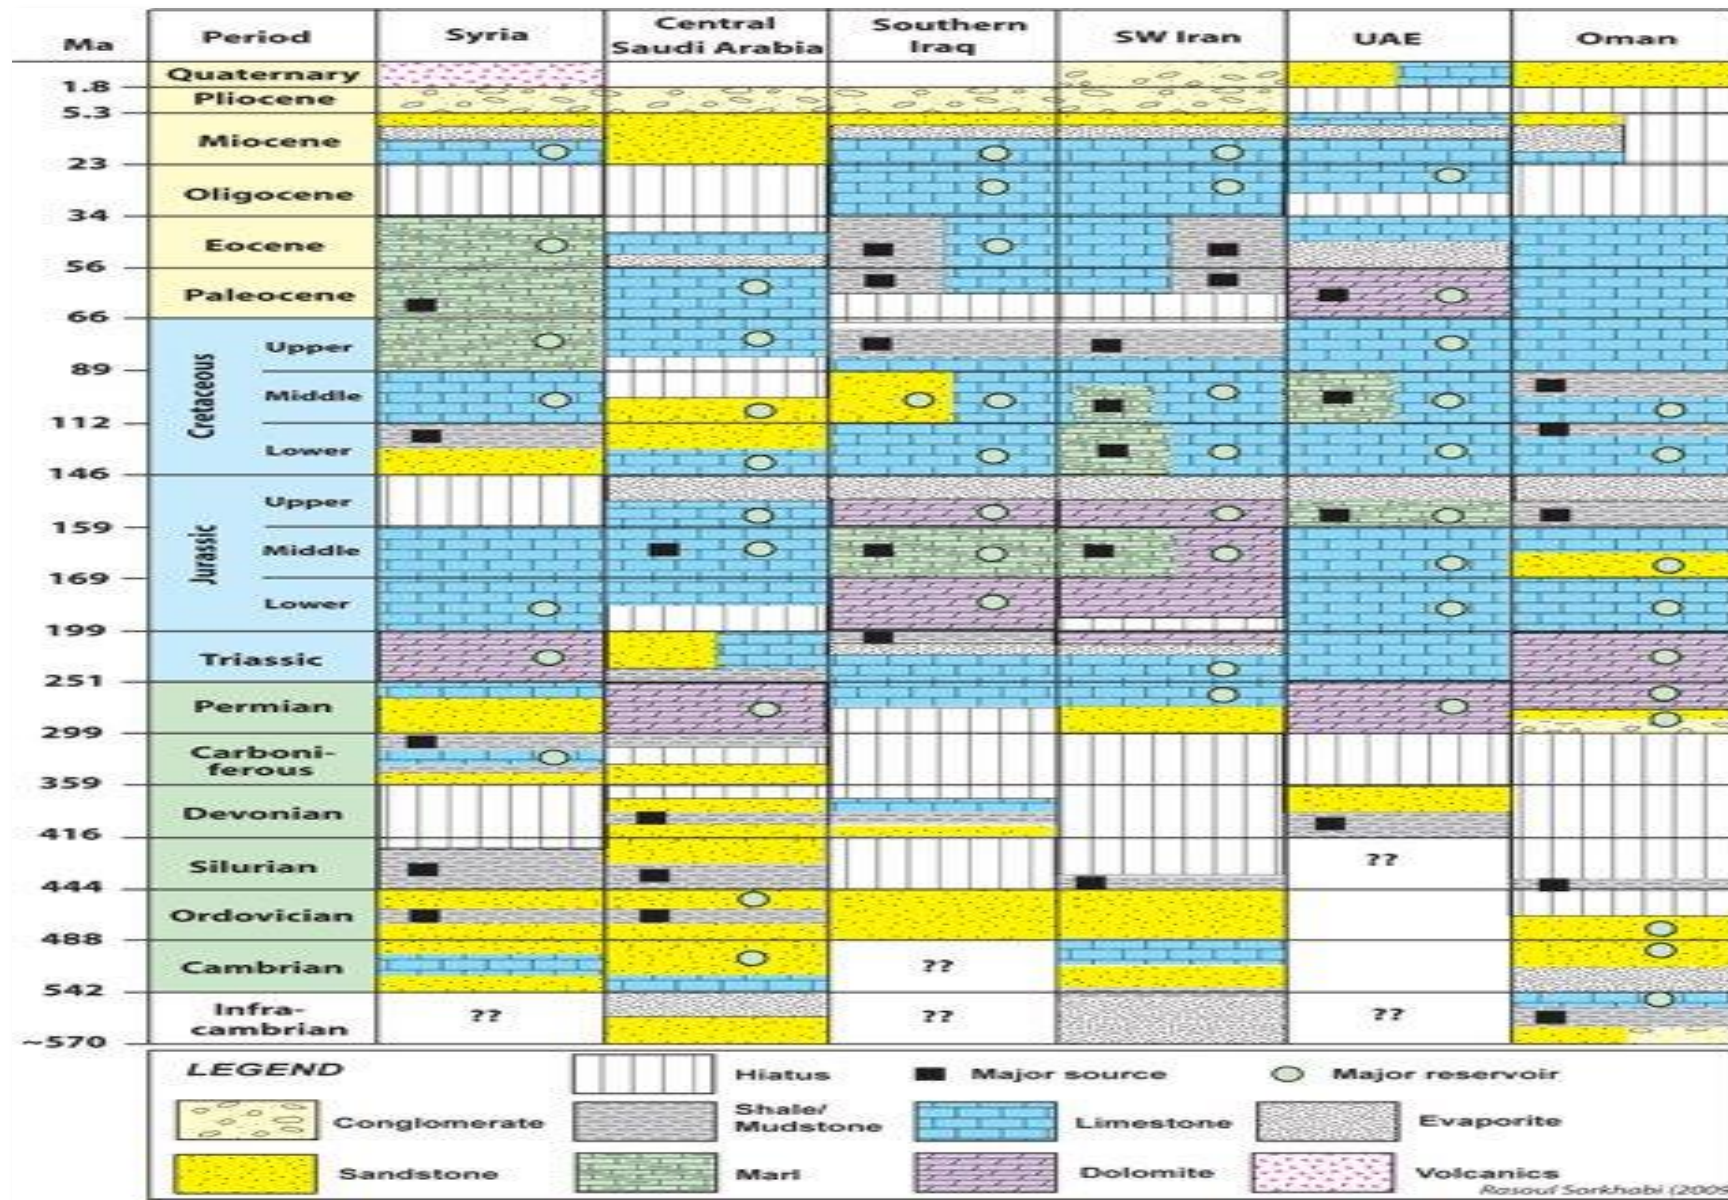 Ma
Period
Syria
Central
Saudi Arabia
Southern
Iraq
SW Iran
UAE
Oman
Quaternary
1.8
Pliocene
5.3
Miocene
23
Oligocene
34
Eocene
56
Paleocene
66
Cretaceous
Upper
89
Middle
112
Lower
146
Jurassic
Upper
159
Middle
169
Lower
199
Triassic
251
Permian
299
Carboni-
ferous
359
Devonian
416
Silurian
??
444
Ordovician
488
Cambrian
??
542
Infra-
cambrian
??
??
??
~570
LEGEND
Hiatus
Major source
Major reservoir
Conglomerate
Shale/
Mudstone
Limestone
Evaporite
Sandstone
Marl
Dolomite
Volcanics
Rasoul Sorkhabi